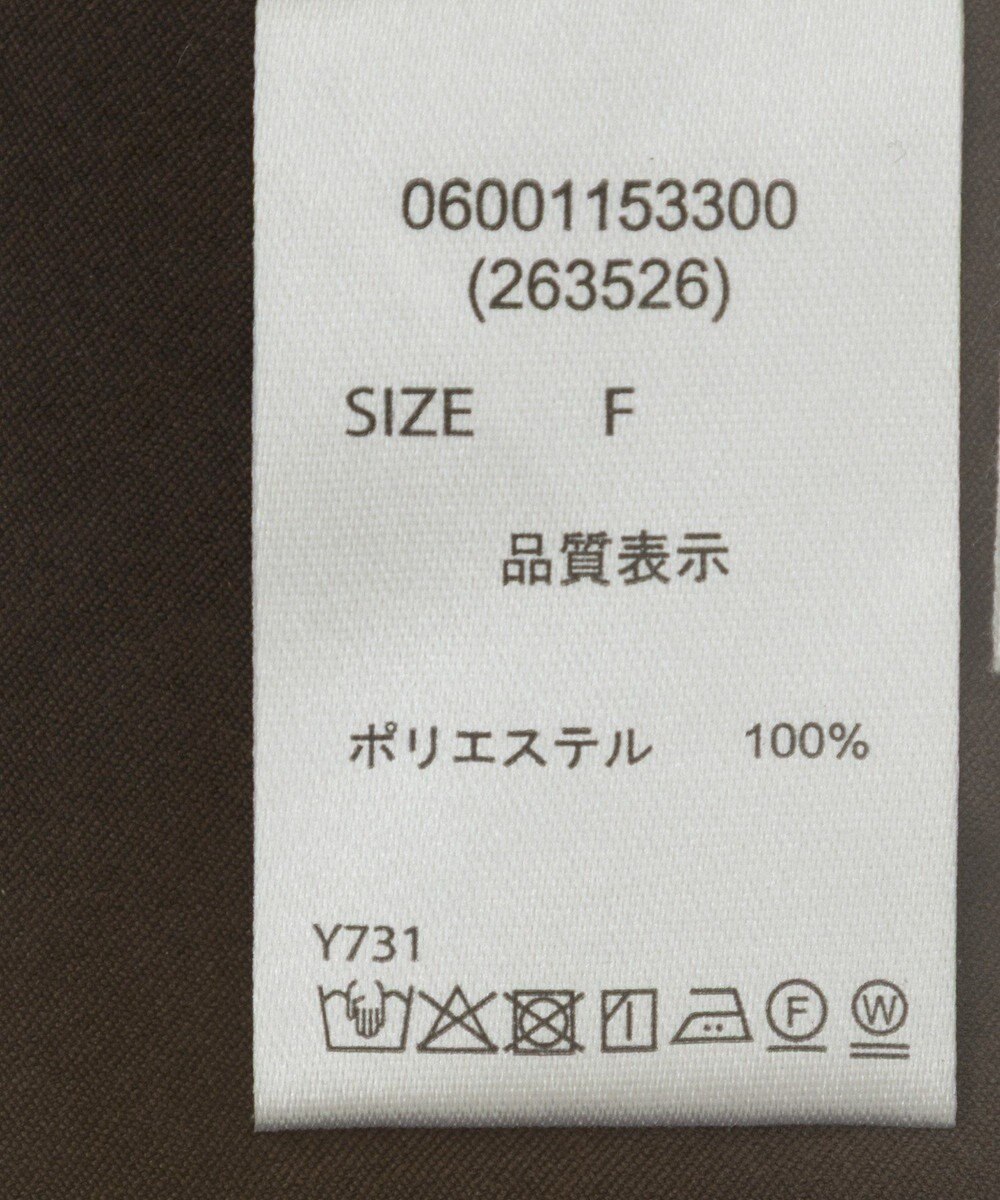 06001153300
(263526)
SIZE F
品質表示
ポリエステル 100%
Y731
F W